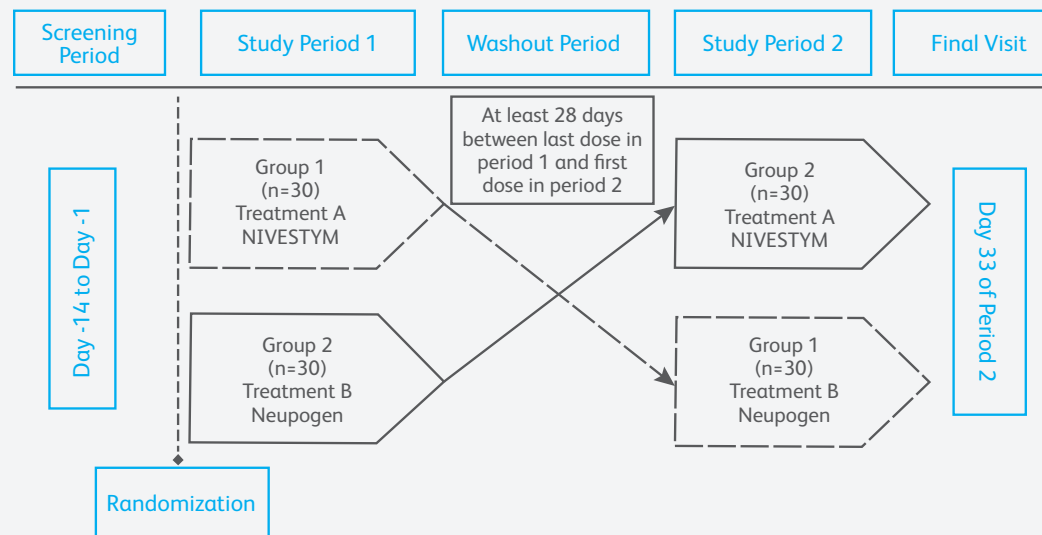 Screening
Period
Study Period 1
Washout Period
Study Period 2
Final Visit
At least 28 days
between last dose in
period 1 and first
dose in period 2
Day -14 to Day -1
Group 1
(n=30)
Treatment A
NIVESTYM
Group 2
(n=30)
Treatment A
NIVESTYM
Day 33 of Period 2
Group 2
(n=30)
Treatment B
Neupogen
Group 1
(n=30)
Treatment B
Neupogen
Randomization